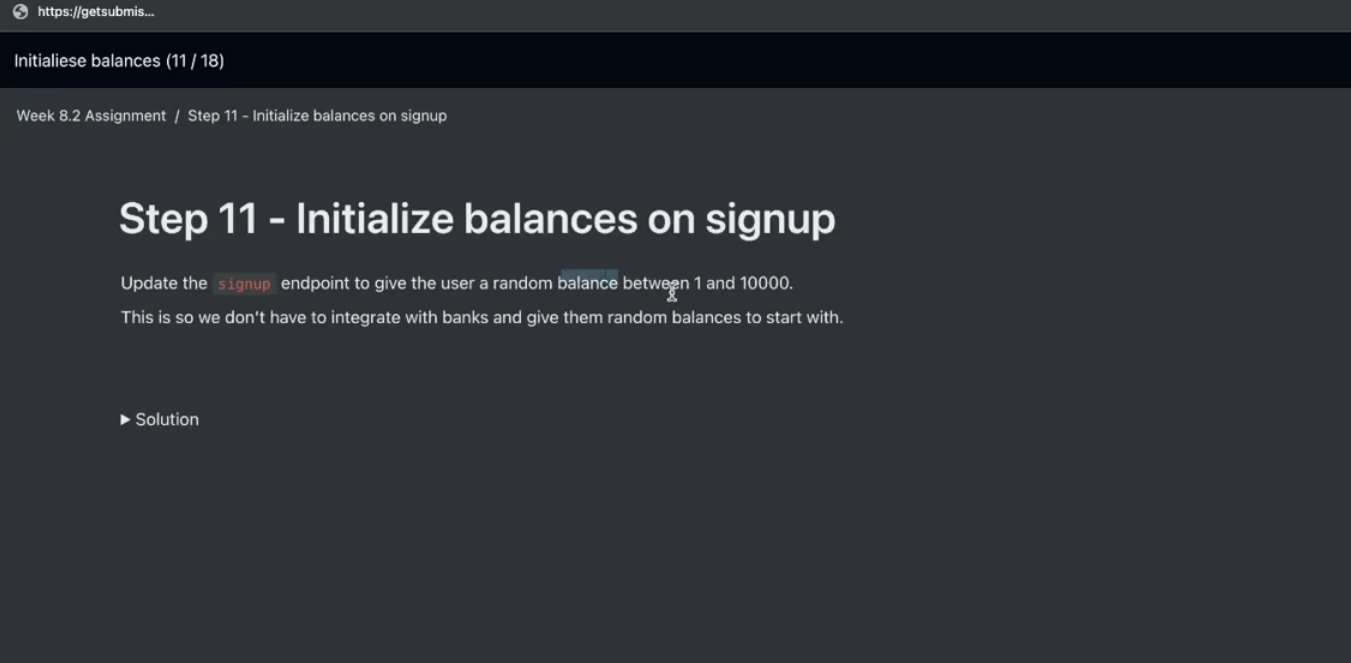 https://getsubmis...
Initialiese balances (11 / 18)
Week 8.2 Assignment / Step 11 - Initialize balances on signup
Step 11 - Initialize balances on signup
Update the signup endpoint to give the user a random balance between 1 and 10000.
This is so we don’t have to integrate with banks and give them random balances to start with.
Solution